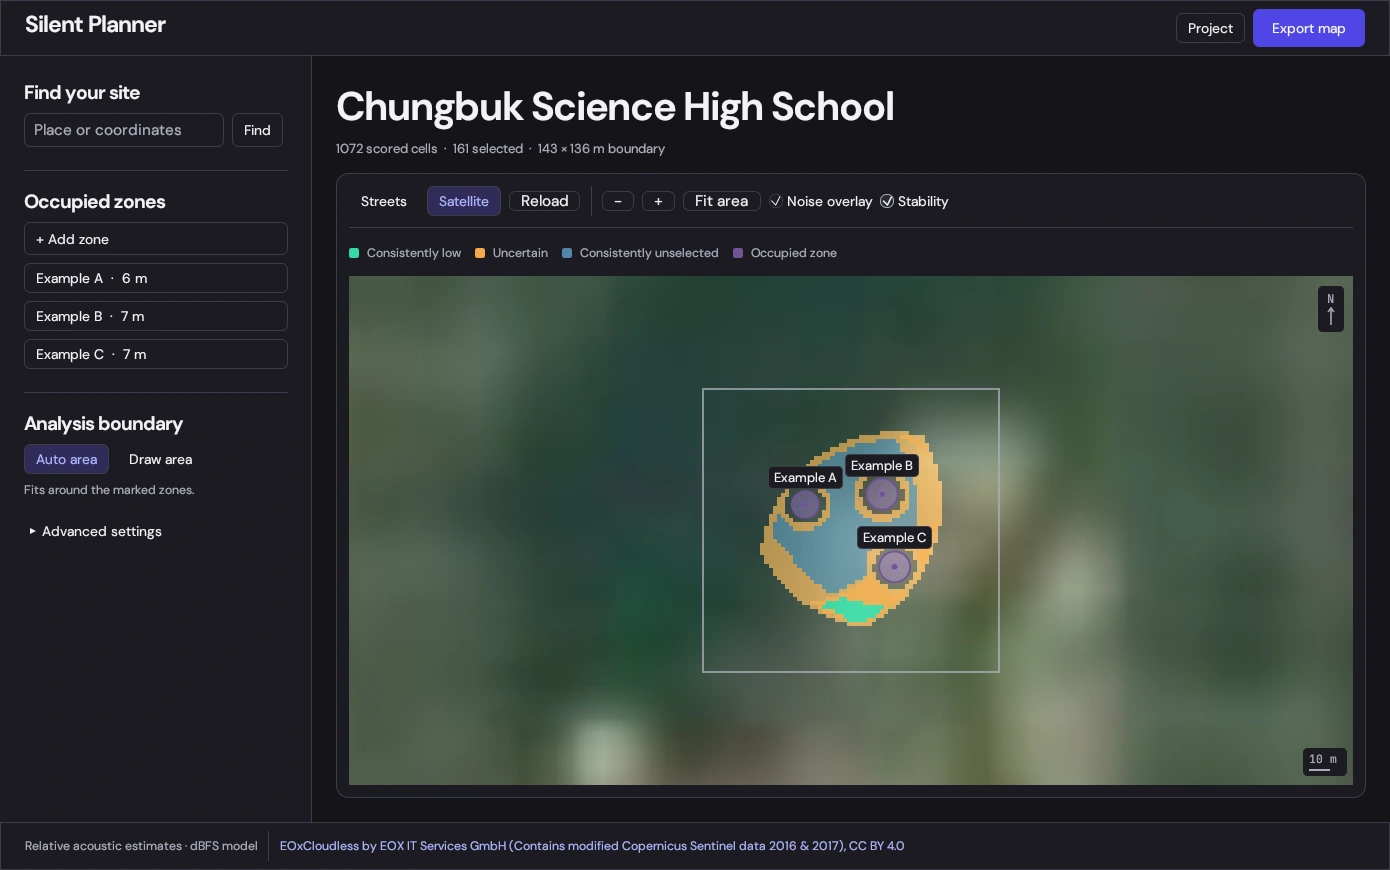 Silent Planner
Project
Export map
Find your site
Place or coordinates
Find
Occupied zones
+ Add zone
Example A · 6 m
Example B · 7 m
Example C · 7 m
Analysis boundary
Auto area
Draw area
Fits around the marked zones.
▸ Advanced settings
Chungbuk Science High School
1072 scored cells · 161 selected · 143 × 136 m boundary
Streets
Satellite
Reload
−
+
Fit area
Noise overlay
Stability
Consistently low
Uncertain
Consistently unselected
Occupied zone
N
Example A
Example B
Example C
10 m
Relative acoustic estimates · dBFS model
EOxCloudless by EOX IT Services GmbH (Contains modified Copernicus Sentinel data 2016 & 2017), CC BY 4.0